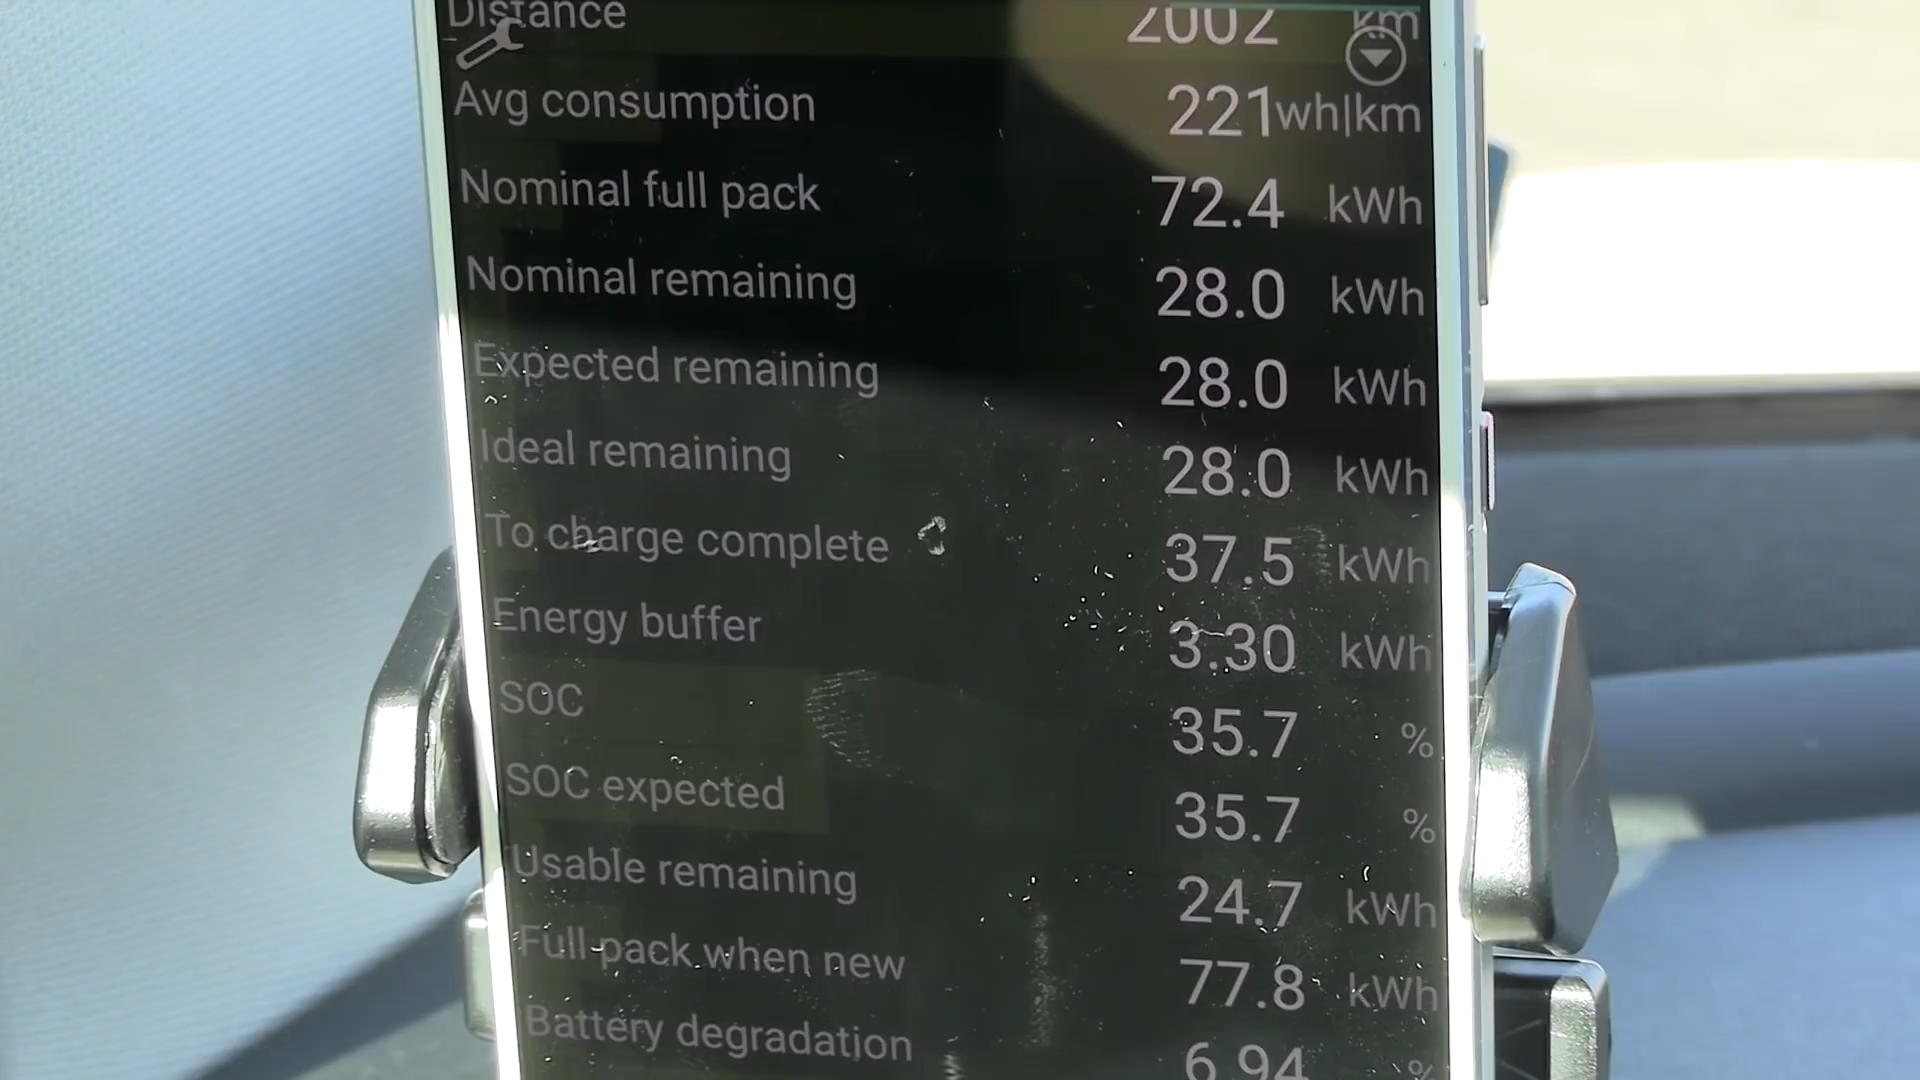 Distance 2002 km
Avg consumption 221 wh|km
Nominal full pack 72.4 kWh
Nominal remaining 28.0 kWh
Expected remaining 28.0 kWh
Ideal remaining 28.0 kWh
To charge complete 37.5 kWh
Energy buffer 3.30 kWh
SOC 35.7 %
SOC expected 35.7 %
Usable remaining 24.7 kWh
Full pack when new 77.8 kWh
Battery degradation 6.94 %